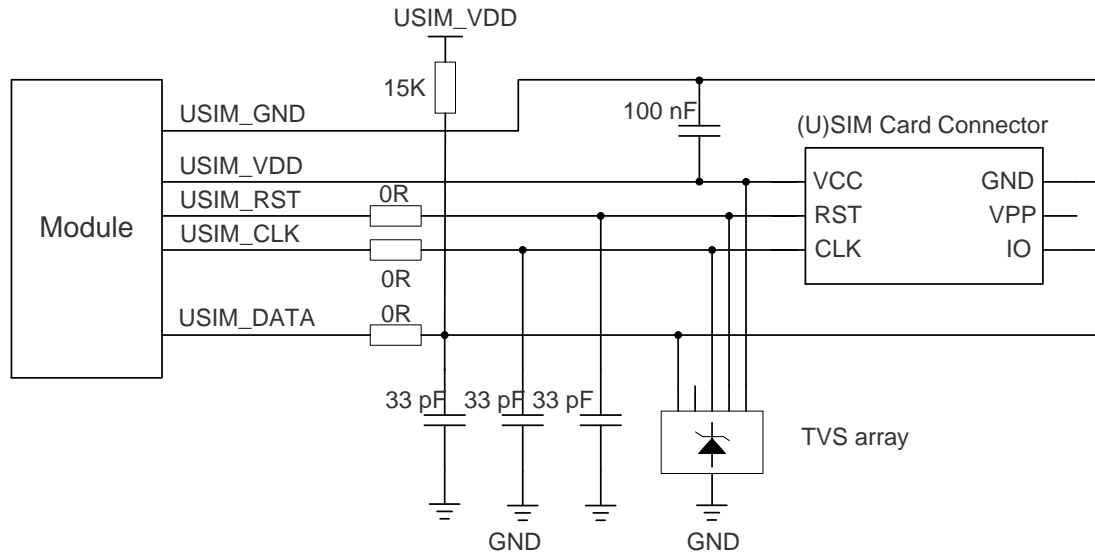 USIM_VDD
15K
USIM_GND
100 nF
(U)SIM Card Connector
USIM_VDD
VCC
GND
USIM_RST
0R
RST
VPP
Module
USIM_CLK
CLK
IO
0R
USIM_DATA
0R
33 pF
33 pF
33 pF
TVS array
GND
GND